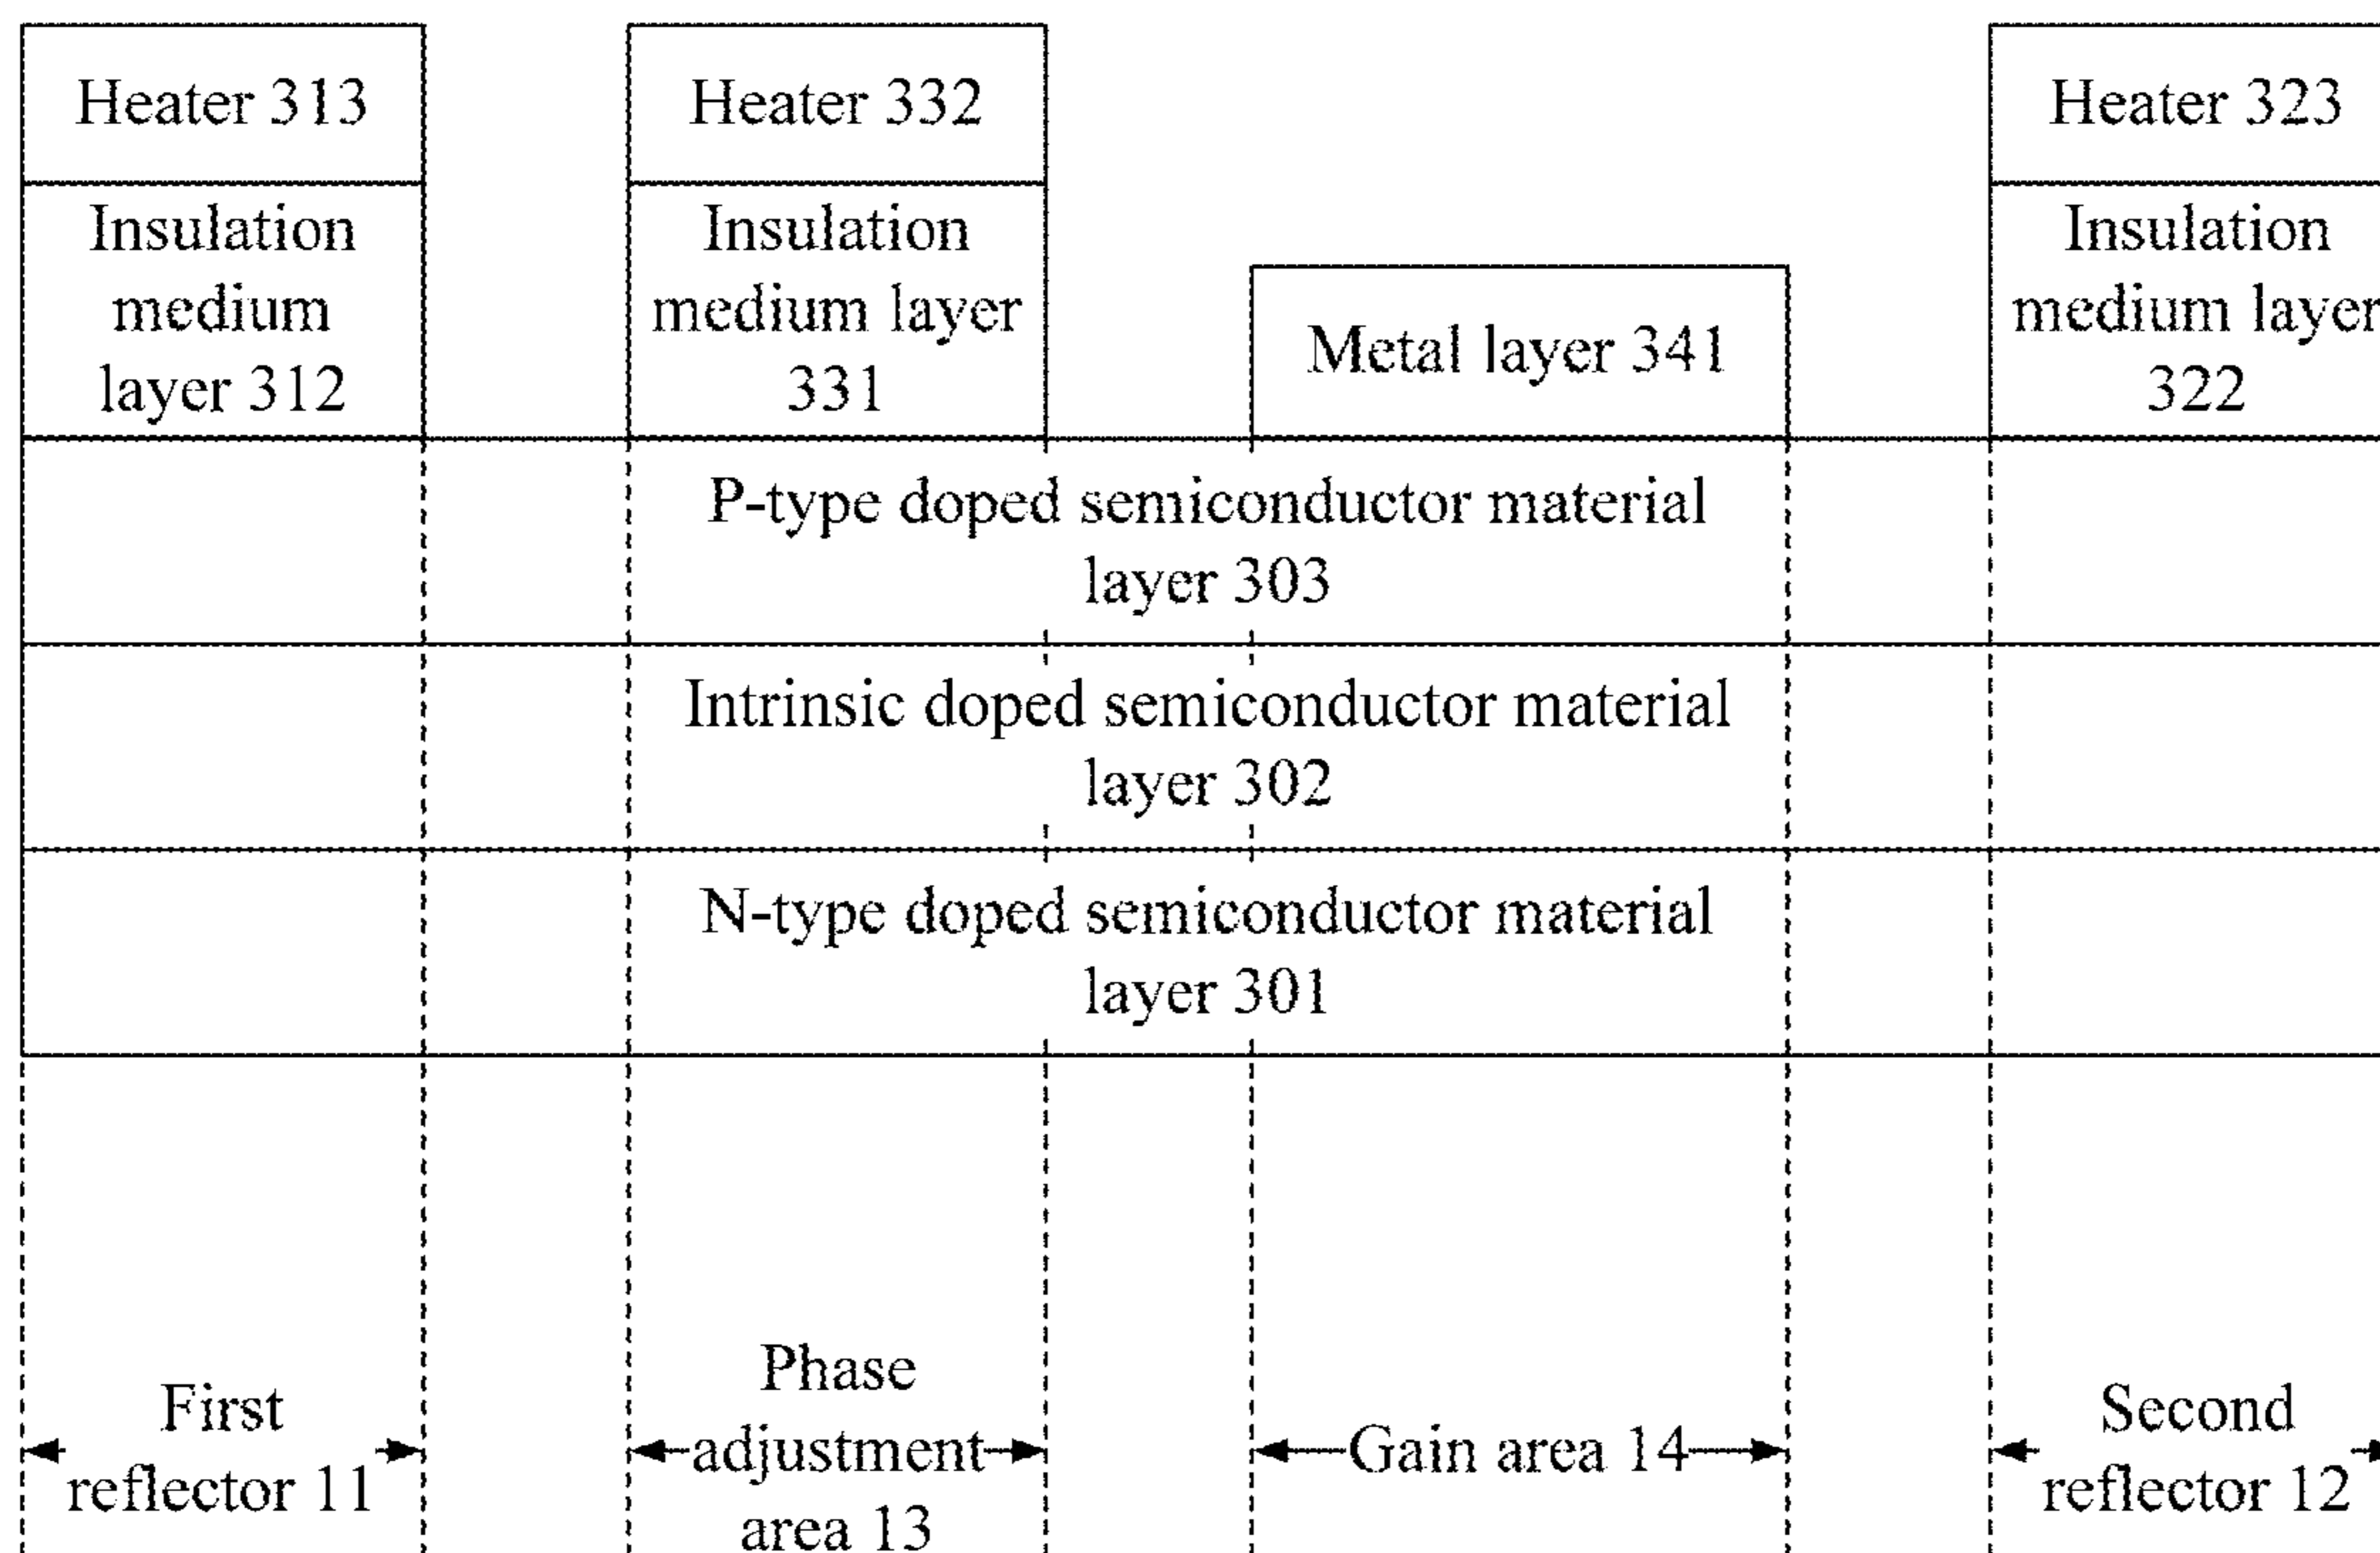 Heater 313
Heater 332
Heater 323
Insulation
medium
layer 312
Insulation
medium layer
331
Metal layer 341
Insulation
medium layer
322
P-type doped semiconductor material
layer 303
Intrinsic doped semiconductor material
layer 302
N-type doped semiconductor material
layer 301
First
reflector 11
Phase
adjustment
area 13
Gain area 14
Second
reflector 12